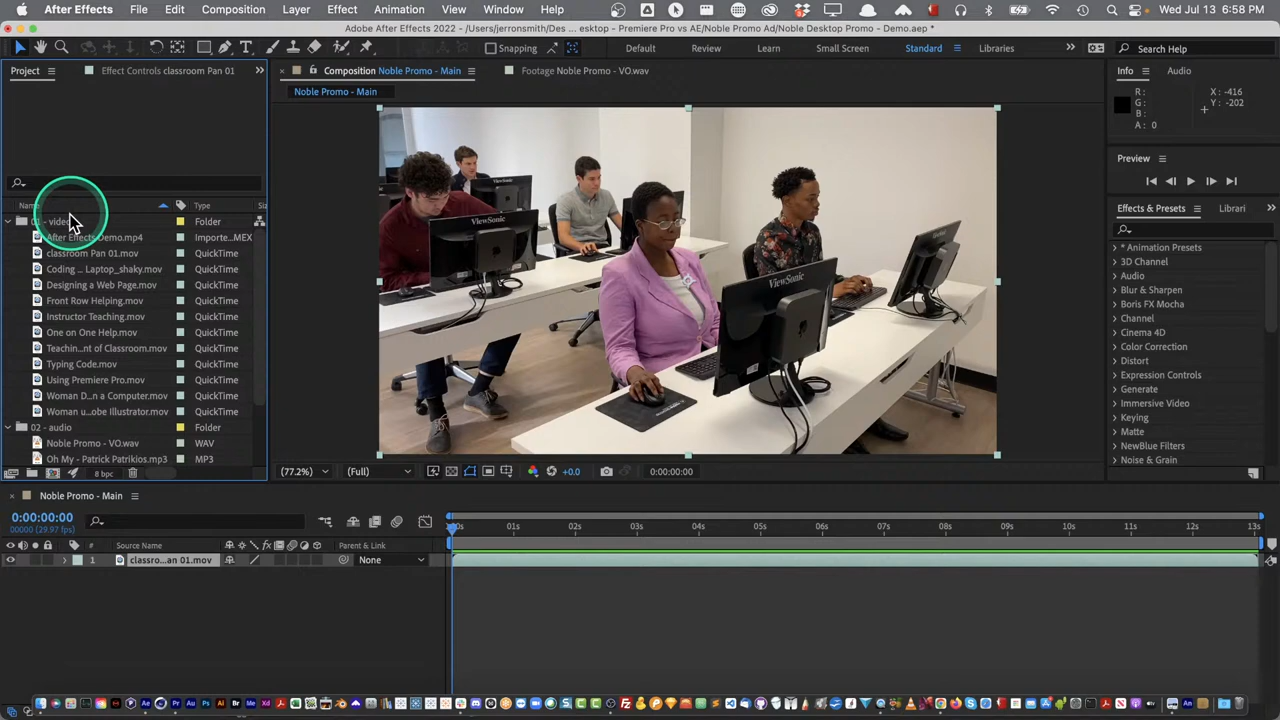 After Effects File Edit Composition Layer Effect Animation View Window Help Wed Jul 13 6:58 PM
Adobe After Effects 2022 - /Users/jerronsmith/Des ... esktop - Premiere Pro vs AE/Noble Promo Ad/Noble Desktop Promo - Demo.aep *
Snapping Default Review Learn Small Screen Standard Libraries Search Help
Project Effect Controls classroom Pan 01 Composition Noble Promo - Main Footage Noble Promo - VO.wav Info Audio
Noble Promo - Main
R: X: -416
G: Y: -202
B:
A: 0
Preview
Name Type Size
01 - video Folder
After Effects Demo.mp4 Importe...MEX
classroom Pan 01.mov QuickTime
Coding ... Laptop_shaky.mov QuickTime
Designing a Web Page.mov QuickTime
Front Row Helping.mov QuickTime
Instructor Teaching.mov QuickTime
One on One Help.mov QuickTime
Teachin...nt of Classroom.mov QuickTime
Typing Code.mov QuickTime
Using Premiere Pro.mov QuickTime
Woman D...n a Computer.mov QuickTime
Woman u...obe Illustrator.mov QuickTime
02 - audio Folder
Noble Promo - VO.wav WAV
Oh My - Patrick Patrikios.mp3 MP3
8 bpc
ViewSonic
ViewSonic
ViewSonic
Effects & Presets Librari
* Animation Presets
3D Channel
Audio
Blur & Sharpen
Boris FX Mocha
Channel
Cinema 4D
Color Correction
Distort
Expression Controls
Generate
Immersive Video
Keying
Matte
NewBlue Filters
Noise & Grain
(77.2%) (Full) +0.0 0:00:00:00
Noble Promo - Main
0:00:00:00
00000 (29.97 fps)
01s 02s 03s 04s 05s 06s 07s 08s 09s 10s 11s 12s 13s
# Source Name Parent & Link
1 classro...an 01.mov None